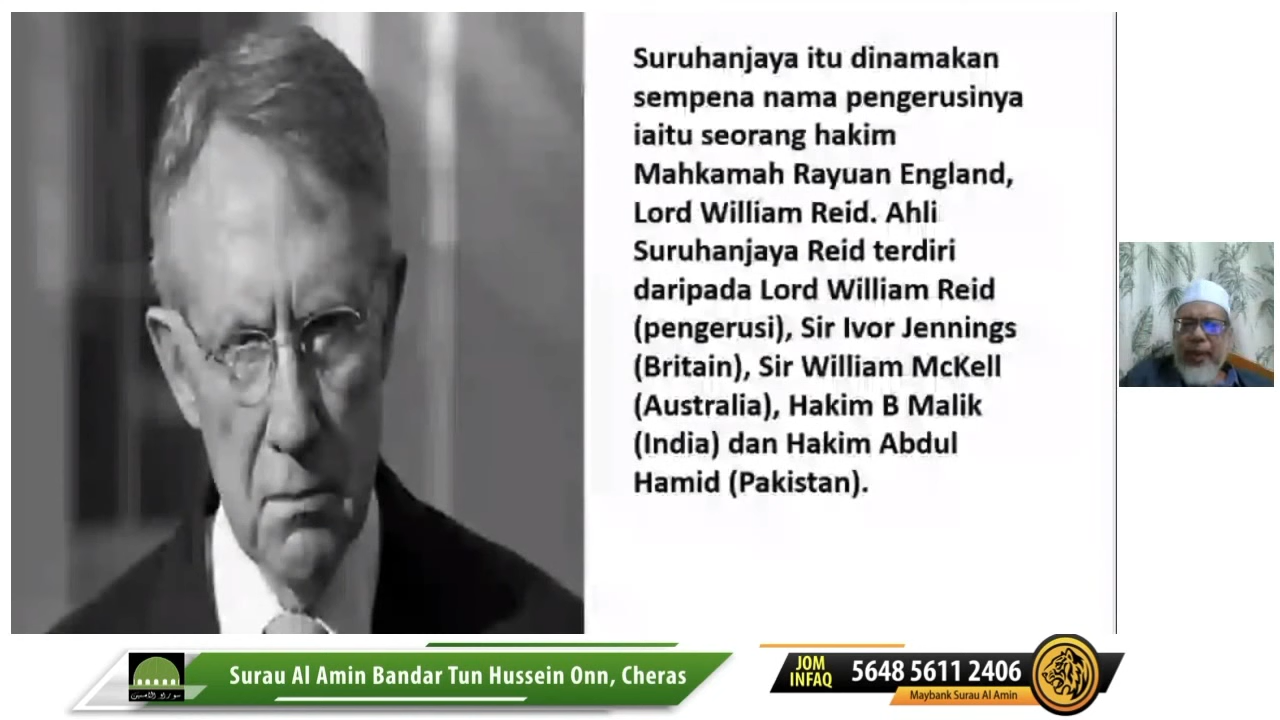 Suruhanjaya itu dinamakan
sempena nama pengerusinya
iaitu seorang hakim
Mahkamah Rayuan England,
Lord William Reid. Ahli
Suruhanjaya Reid terdiri
daripada Lord William Reid
(pengerusi), Sir Ivor Jennings
(Britain), Sir William McKell
(Australia), Hakim B Malik
(India) dan Hakim Abdul
Hamid (Pakistan).
Surau Al Amin Bandar Tun Hussein Onn, Cheras
JOM
INFAQ
5648 5611 2406
Maybank Surau Al Amin